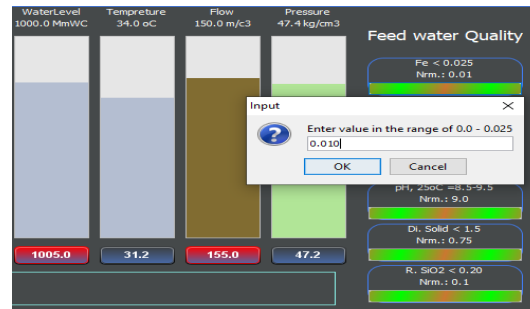 WaterLevel
1000.0 MmWC
Tempreture
34.0 oC
Flow
150.0 m/c3
Pressure
47.4 kg/cm3
Feed water Quality
Fe < 0.025
Nrm.: 0.01
Input
Enter value in the range of 0.0 - 0.025
0.010
OK
Cancel
pH, 25oC =8.5-9.5
Nrm.: 9.0
Di. Solid < 1.5
Nrm.: 0.75
R. SiO2 < 0.20
Nrm.: 0.1
1005.0
31.2
155.0
47.2